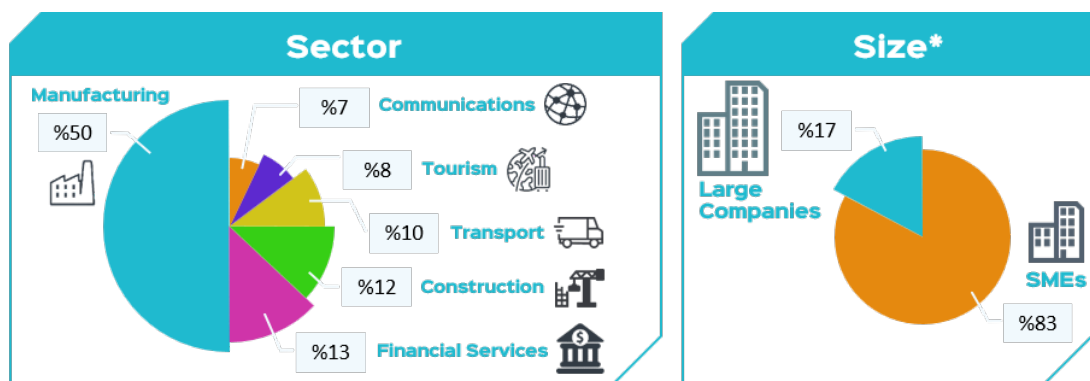 Sector
Manufacturing
%50
%7
Communications
%8
Tourism
%10
Transport
%12
Construction
%13
Financial Services
$
Size*
%17
Large
Companies
SMEs
%83